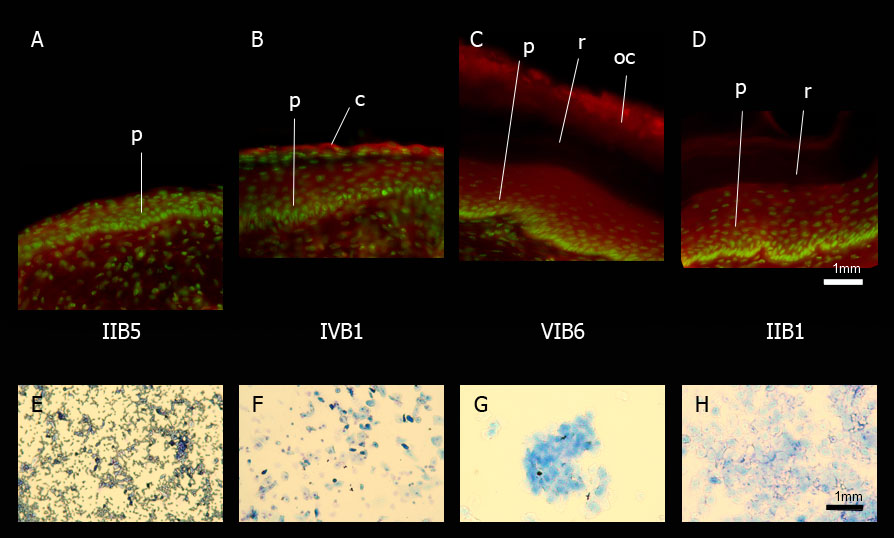 A B C D
p
p c
p r oc
p r
1mm
IIB5 IVB1 VIB6 IIB1
E F G H
1mm